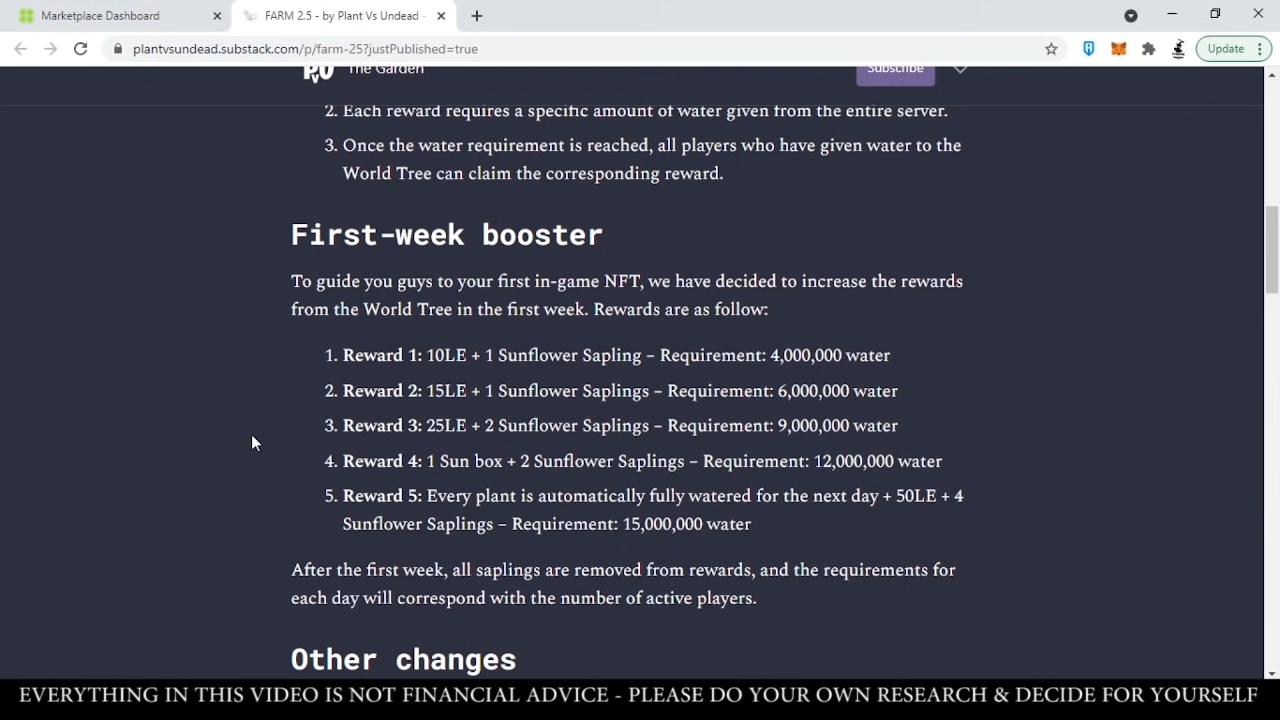 Marketplace Dashboard
FARM 2.5 - by Plant Vs Undead -
plantvsundead.substack.com/p/farm-25?justPublished=true
Update
PvU The Garden
Subscribe
2. Each reward requires a specific amount of water given from the entire server.
3. Once the water requirement is reached, all players who have given water to the
World Tree can claim the corresponding reward.
First-week booster
To guide you guys to your first in-game NFT, we have decided to increase the rewards
from the World Tree in the first week. Rewards are as follow:
1. Reward 1: 10LE + 1 Sunflower Sapling – Requirement: 4,000,000 water
2. Reward 2: 15LE + 1 Sunflower Saplings – Requirement: 6,000,000 water
3. Reward 3: 25LE + 2 Sunflower Saplings – Requirement: 9,000,000 water
4. Reward 4: 1 Sun box + 2 Sunflower Saplings – Requirement: 12,000,000 water
5. Reward 5: Every plant is automatically fully watered for the next day + 50LE + 4
Sunflower Saplings – Requirement: 15,000,000 water
After the first week, all saplings are removed from rewards, and the requirements for
each day will correspond with the number of active players.
Other changes
EVERYTHING IN THIS VIDEO IS NOT FINANCIAL ADVICE - PLEASE DO YOUR OWN RESEARCH & DECIDE FOR YOURSELF